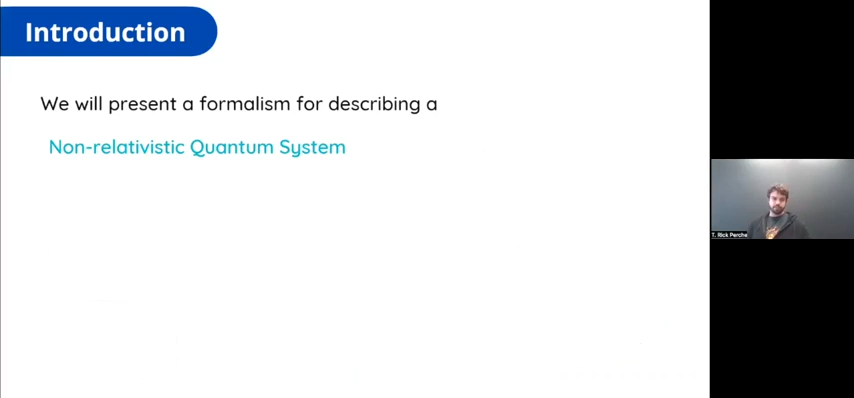 Introduction
We will present a formalism for describing a
Non-relativistic Quantum System
T. Rick Perche